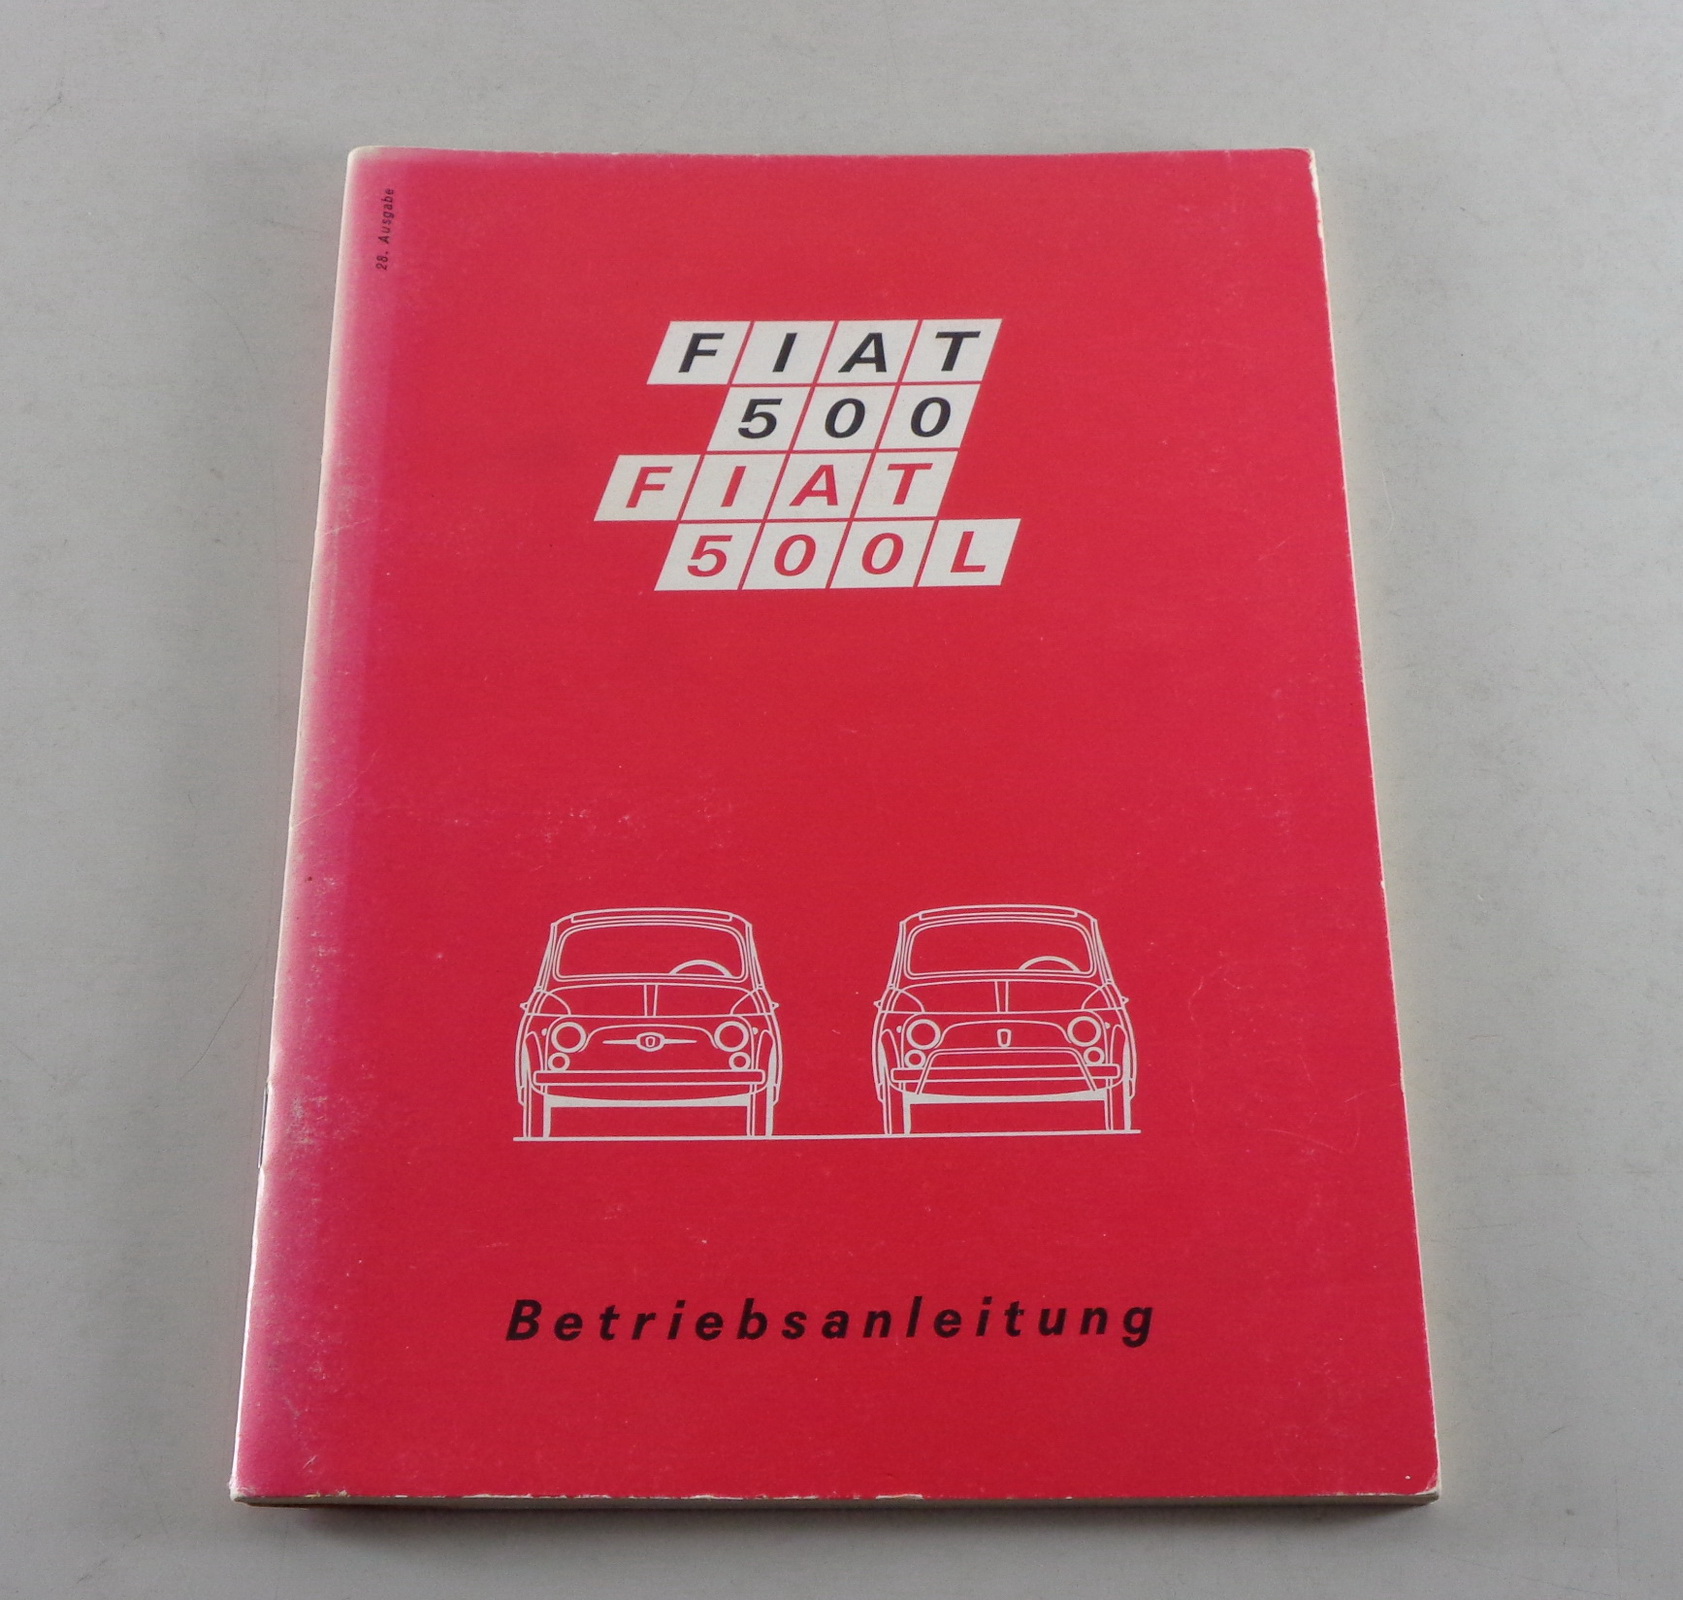 28. Ausgabe
FIAT
500
FIAT
500L
Betriebsanleitung